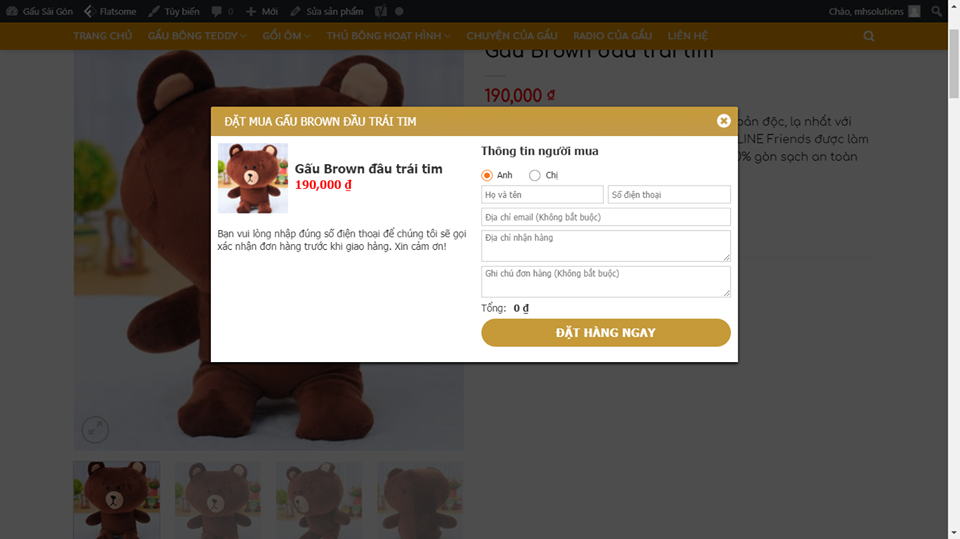 Gấu Sài Gòn Flatsome Tùy biến 0 Mới Sửa sản phẩm Chào, mhsolutions
TRANG CHỦ GẤU BÔNG TEDDY GỐI ÔM THÚ BÔNG HOẠT HÌNH CHUYỆN CỦA GẤU RADIO CỦA GẤU LIÊN HỆ
Gấu Brown đầu trái tim
190,000 ₫
ĐẶT MUA GẤU BROWN ĐẦU TRÁI TIM
độc, lạ nhất với
LINE Friends được làm
gòn sạch an toàn
Gấu Brown đầu trái tim
190,000 ₫
Bạn vui lòng nhập đúng số điện thoại để chúng tôi sẽ gọi
xác nhận đơn hàng trước khi giao hàng. Xin cảm ơn!
Thông tin người mua
Anh Chị
Họ và tên Số điện thoại
Địa chỉ email (Không bắt buộc)
Địa chỉ nhận hàng
Ghi chú đơn hàng (Không bắt buộc)
Tổng: 0 ₫
ĐẶT HÀNG NGAY